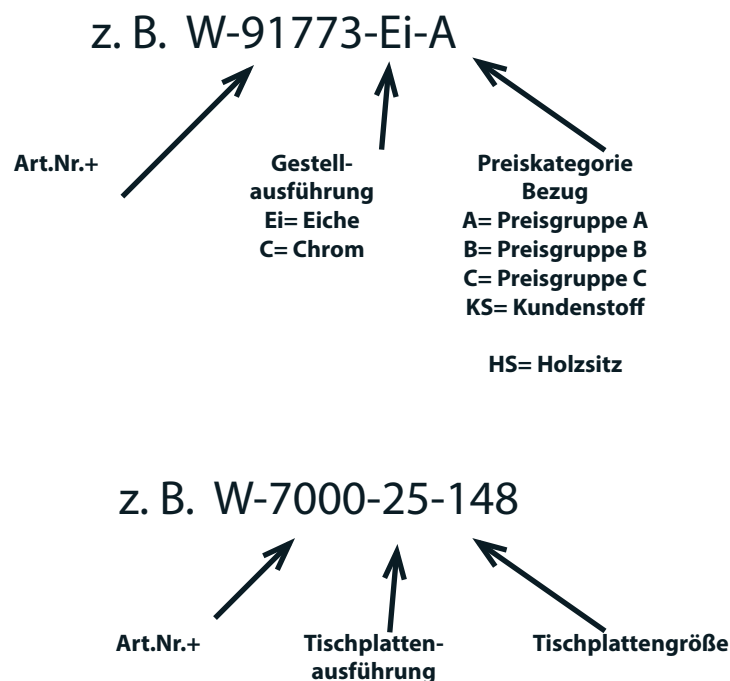 z. B. W-91773-Ei-A
Art.Nr.+
Gestell-
ausführung
Ei= Eiche
C= Chrom
Preiskategorie
Bezug
A= Preisgruppe A
B= Preisgruppe B
C= Preisgruppe C
KS= Kundenstoff
HS= Holzsitz
z. B. W-7000-25-148
Art.Nr.+
Tischplatten-
ausführung
Tischplattengröße